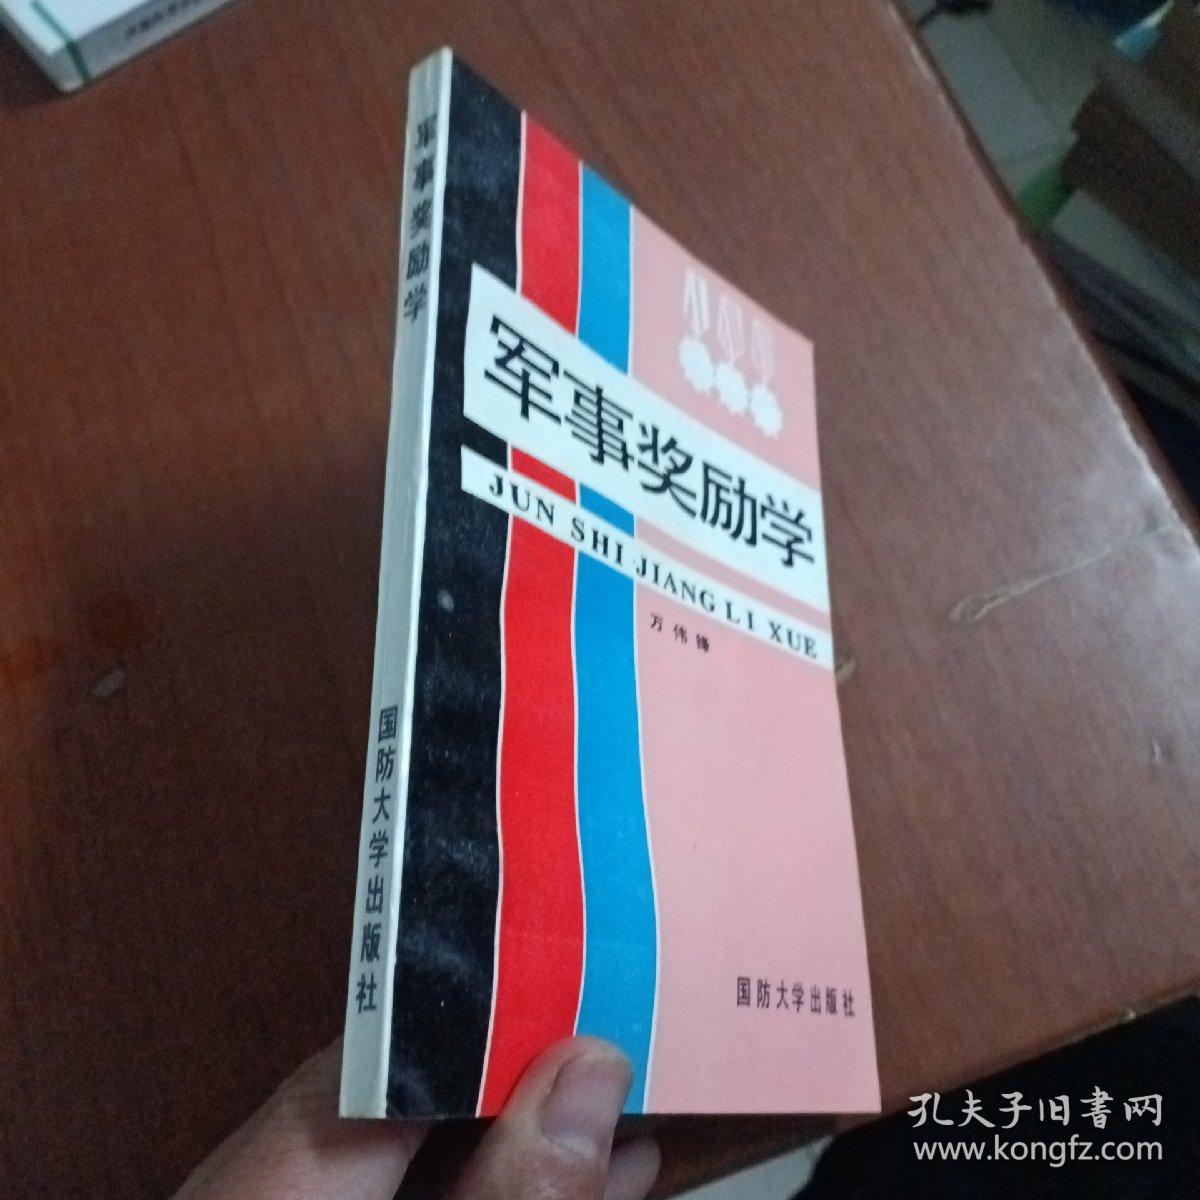 军事奖励学
国防大学出版社
军事奖励学
JUN SHI JIANG LI XUE
万伟锋
国防大学出版社
孔夫子旧書网
www.kongfz.com